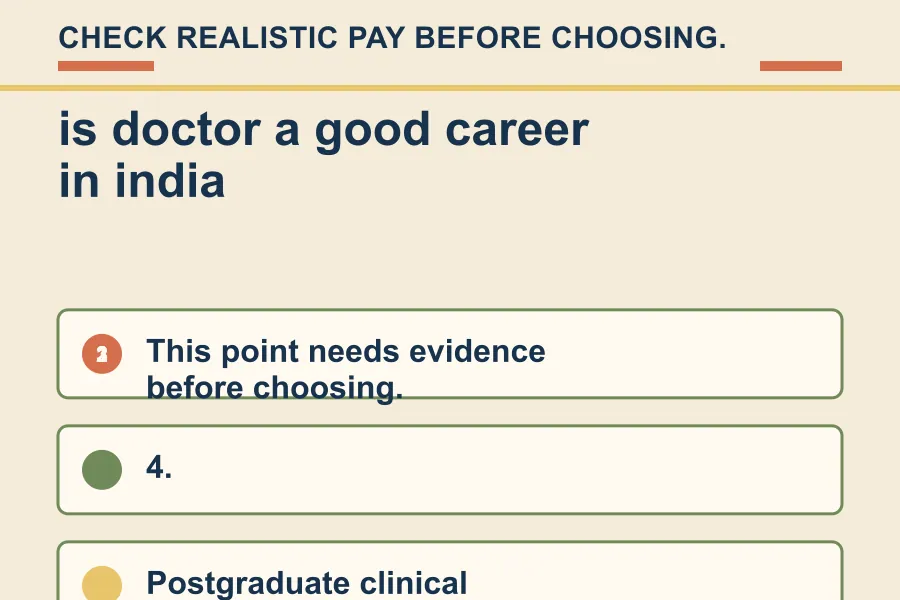 CHECK REALISTIC PAY BEFORE CHOOSING.
is doctor a good career
in india
This point needs evidence
before choosing.
4.
Postgraduate clinical